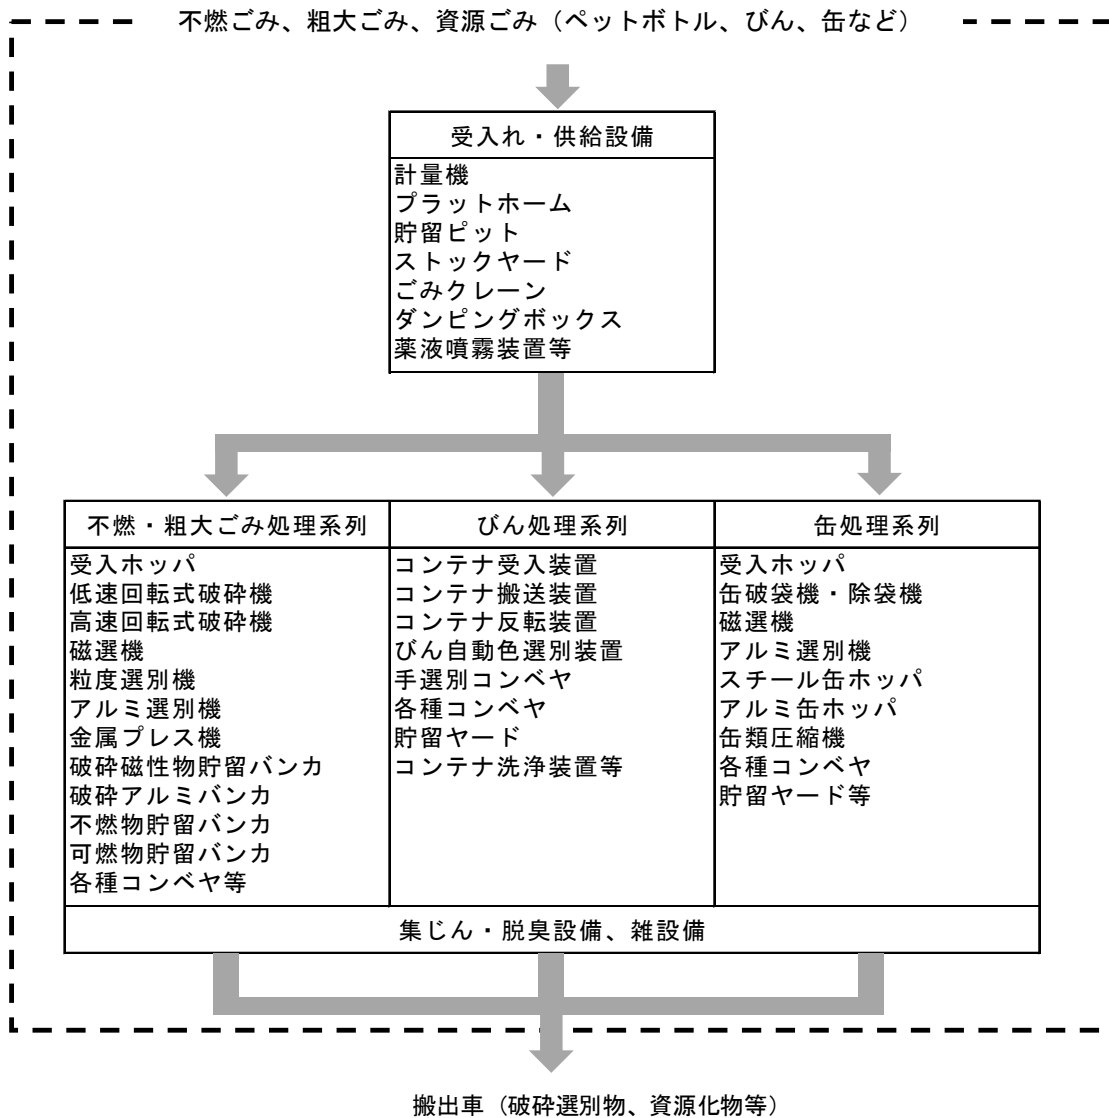 不燃ごみ、粗大ごみ、資源ごみ（ペットボトル、びん、缶など）
受入れ・供給設備
計量機
プラットホーム
貯留ピット
ストックヤード
ごみクレーン
ダンピングボックス
薬液噴霧装置等
不燃・粗大ごみ処理系列
受入ホッパ
低速回転式破砕機
高速回転式破砕機
磁選機
粒度選別機
アルミ選別機
金属プレス機
破砕磁性物貯留バンカ
破砕アルミバンカ
不燃物貯留バンカ
可燃物貯留バンカ
各種コンベヤ等
びん処理系列
コンテナ受入装置
コンテナ搬送装置
コンテナ反転装置
びん自動色選別装置
手選別コンベヤ
各種コンベヤ
貯留ヤード
コンテナ洗浄装置等
缶処理系列
受入ホッパ
缶破袋機・除袋機
磁選機
アルミ選別機
スチール缶ホッパ
アルミ缶ホッパ
缶類圧縮機
各種コンベヤ
貯留ヤード等
集じん・脱臭設備、雑設備
搬出車（破砕選別物、資源化物等）